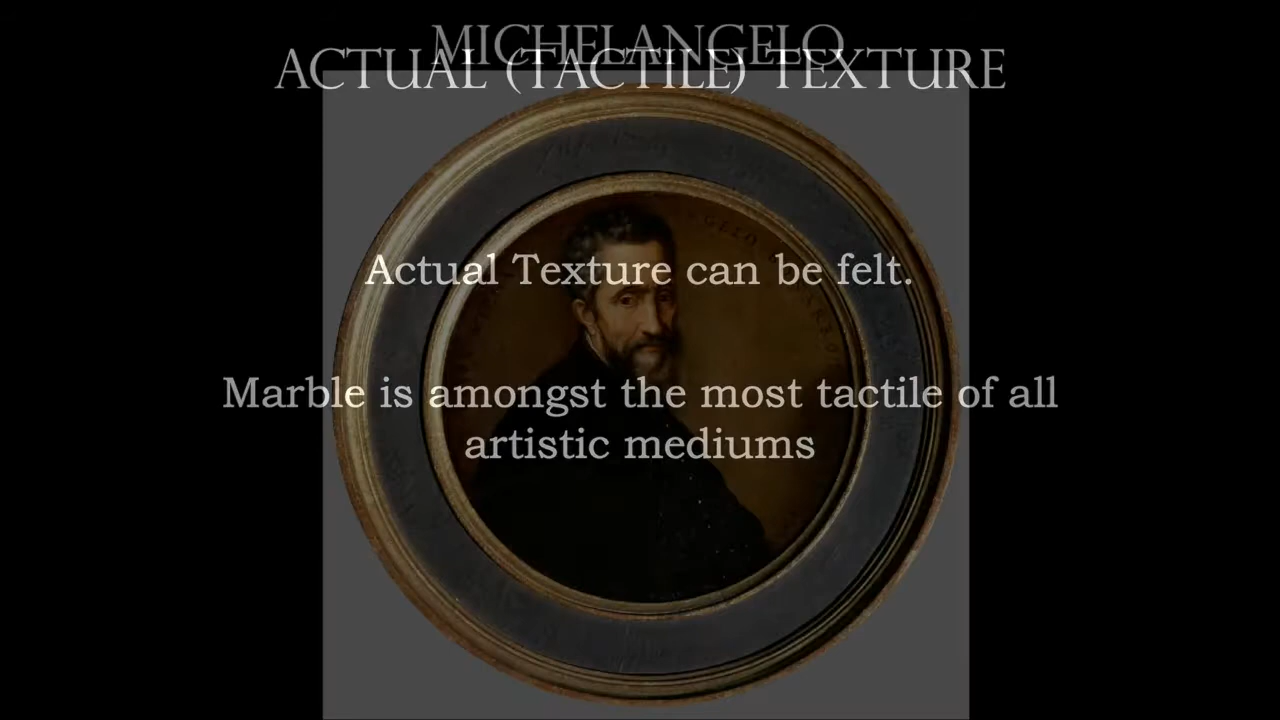 MICHELANGELO
ACTUAL (TACTILE) TEXTURE
Actual Texture can be felt.
Marble is amongst the most tactile of all
artistic mediums